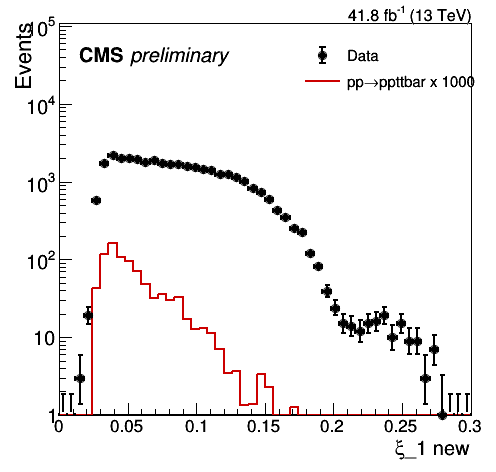 41.8 fb⁻¹ (13 TeV)
Events
CMS preliminary
Data
pp→ppttbar x 1000
10⁵
10⁴
10³
10²
10
1
0 0.05 0.1 0.15 0.2 0.25 0.3
ξ_1 new